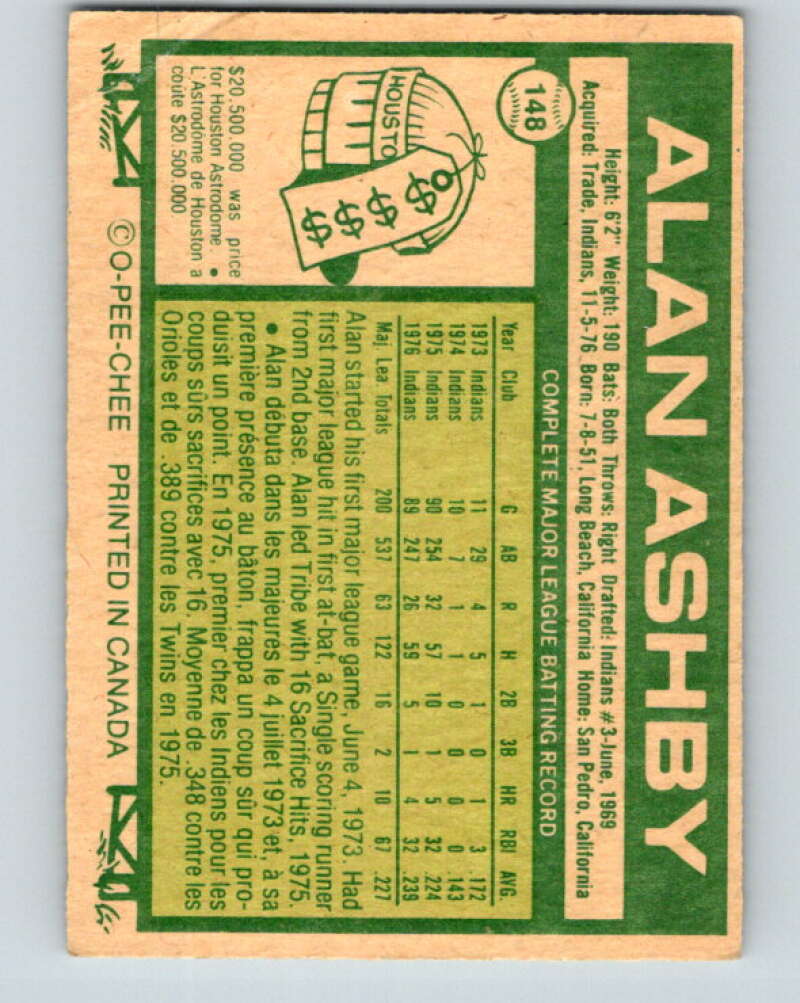 148
ALAN ASHBY
Height: 6'2" Weight: 190 Bats: Both Throws: Right Drafted: Indians #3-June, 1969
Acquired: Trade, Indians, 11-5-76 Born: 7-8-51, Long Beach, California Home: San Pedro, California
COMPLETE MAJOR LEAGUE BATTING RECORD
HOUSTO
$ $ $ $
$20.500.000 was price
for Houston Astrodome. •
L'Astrodome de Houston a
coûte $20.500.000
Year Club G AB R H 2B 3B HR RBI AVG.
1973 Indians 11 29 4 5 1 0 1 3 .172
1974 Indians 10 7 1 1 0 0 0 0 .143
1975 Indians 90 254 32 57 10 1 5 32 .224
1976 Indians 89 247 26 59 5 1 4 32 .239
Maj. Lea. Totals 200 537 63 122 16 2 10 67 .227
Alan started his first major league game, June 4, 1973. Had
first major league hit in first at-bat, a Single scoring runner
from 2nd base. Alan led Tribe with 16 Sacrifice Hits, 1975.
• Alan débuta dans les majeures le 4 juillet 1973 et, à sa
première présence au bâton, frappa un coup sûr qui pro-
duisit un point. En 1975, premier chez les Indiens pour les
coups sûrs sacrifices avec 16. Moyenne de .348 contre les
Orioles et de .389 contre les Twins en 1975.
©O-PEE-CHEE PRINTED IN CANADA